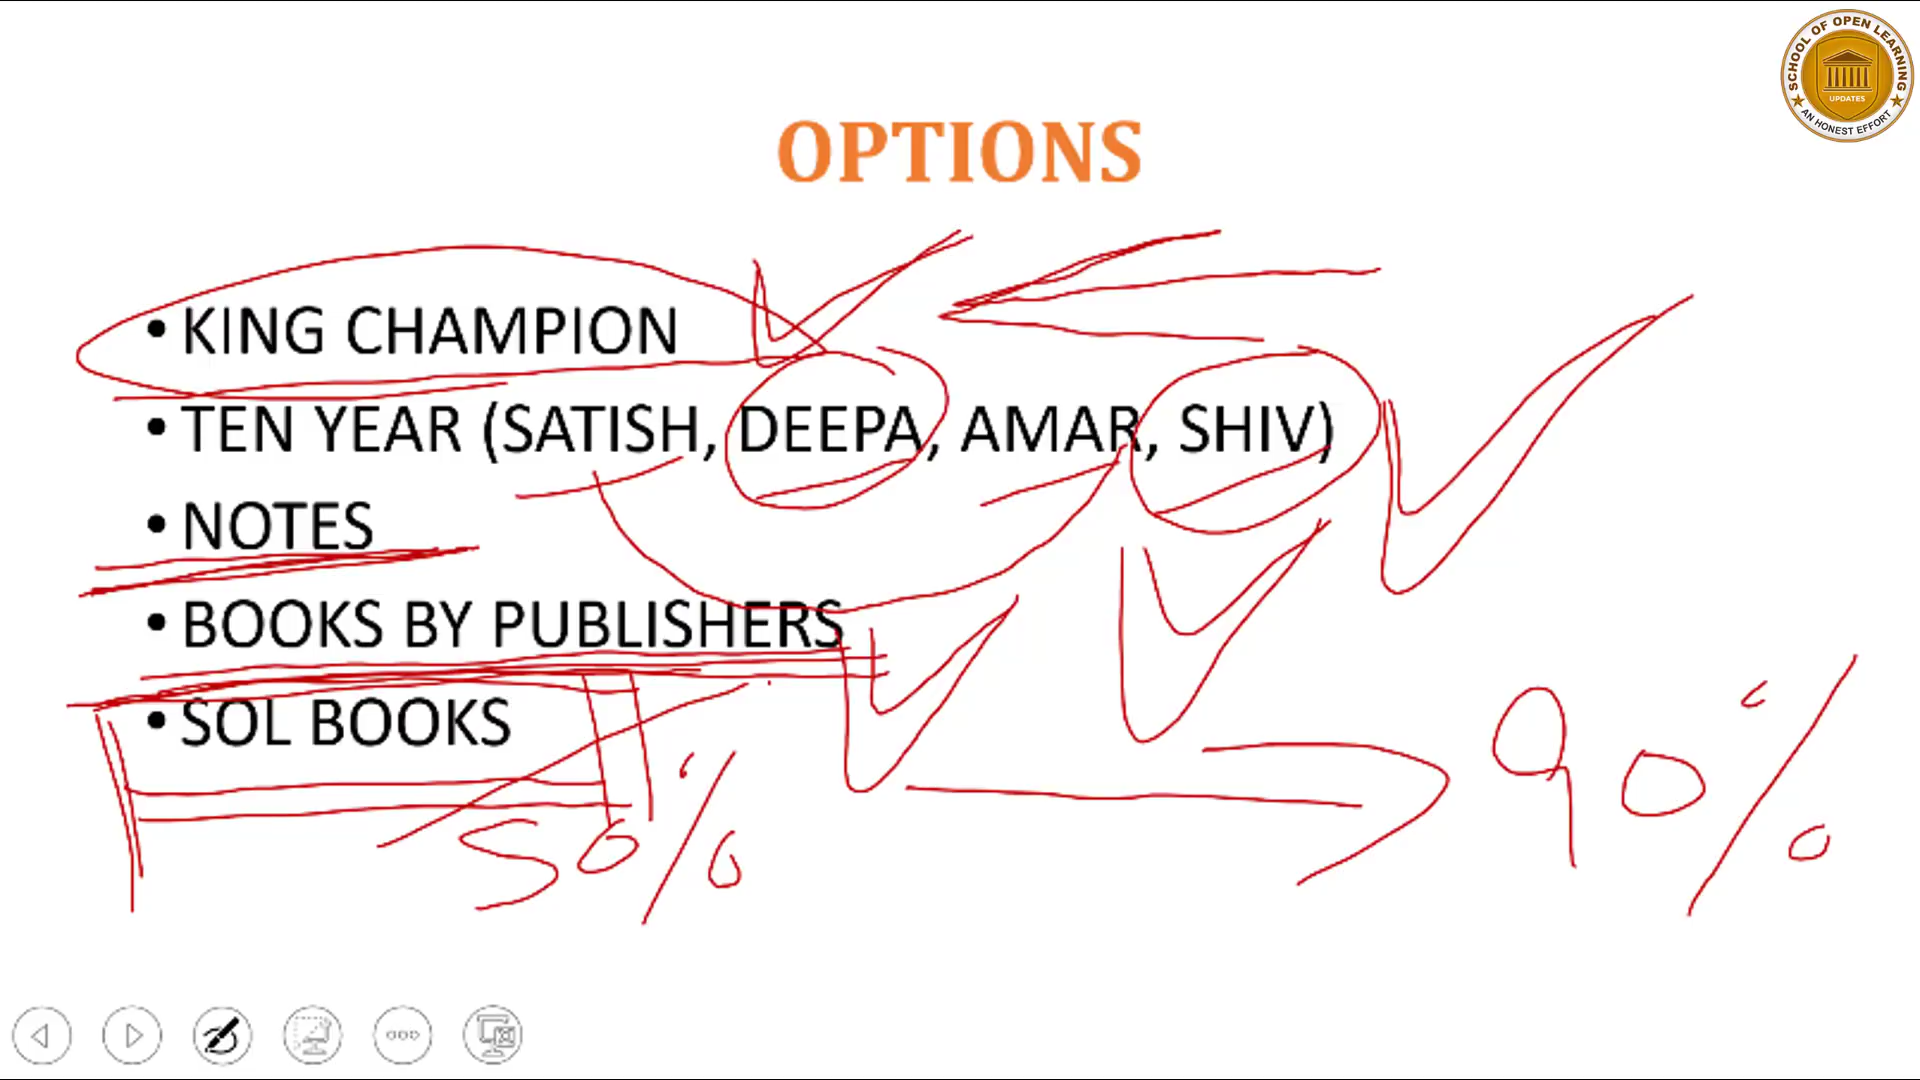 SCHOOL OF OPEN LEARNING
UPDATES
AN HONEST EFFORT
OPTIONS
• KING CHAMPION
• TEN YEAR (SATISH, DEEPA, AMAR, SHIV)
• NOTES
• BOOKS BY PUBLISHERS
• SOL BOOKS
50%
90%